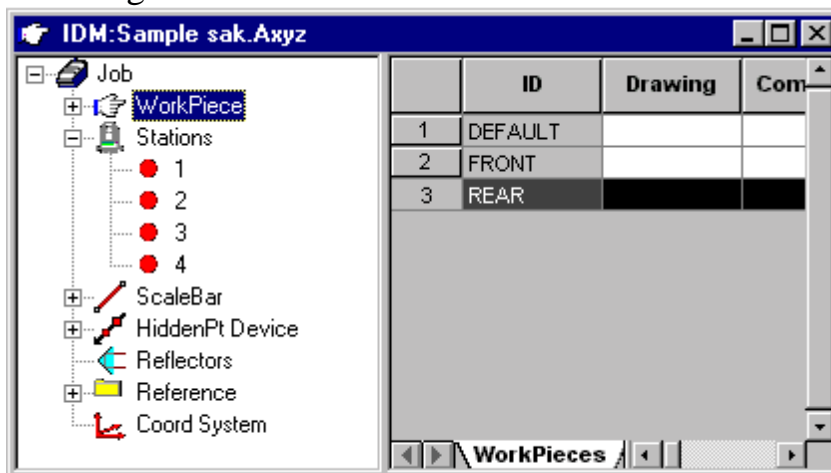 IDM:Sample sak.Axyz
Job
WorkPiece
Stations
1
2
3
4
ScaleBar
HiddenPt Device
Reflectors
Reference
Coord System
ID Drawing Com
1 DEFAULT
2 FRONT
3 REAR
WorkPieces